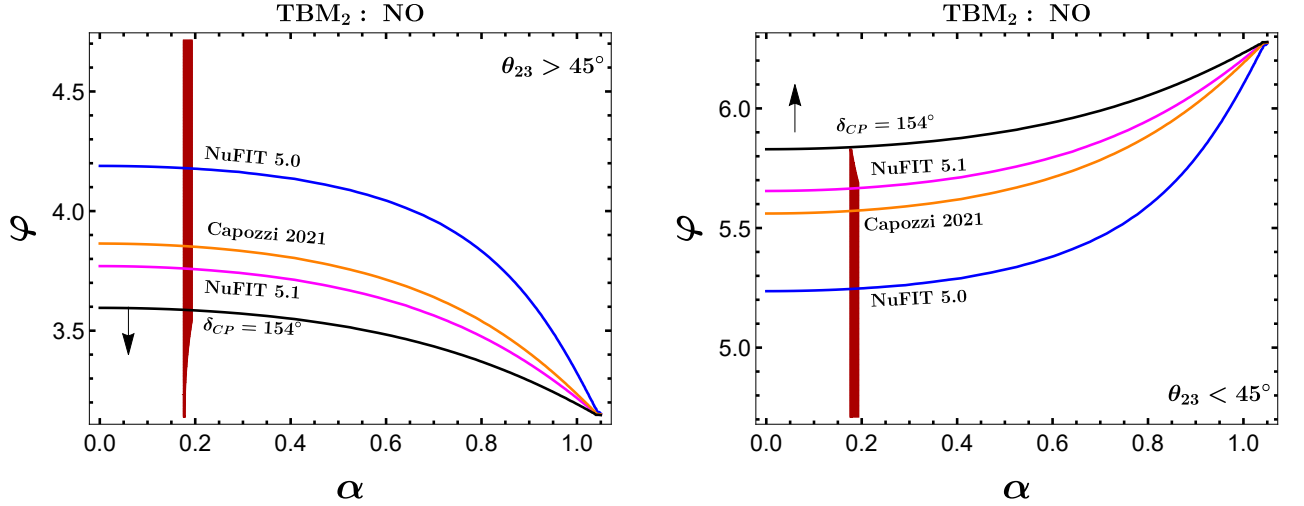 TBM₂ : NO
θ₂₃ > 45°
4.5
NuFIT 5.0
4.0
Capozzi 2021
NuFIT 5.1
3.5
δ_CP = 154°
φ
0.0 0.2 0.4 0.6 0.8 1.0
α
TBM₂ : NO
6.0
δ_CP = 154°
NuFIT 5.1
5.5
Capozzi 2021
NuFIT 5.0
5.0
θ₂₃ < 45°
φ
0.0 0.2 0.4 0.6 0.8 1.0
α